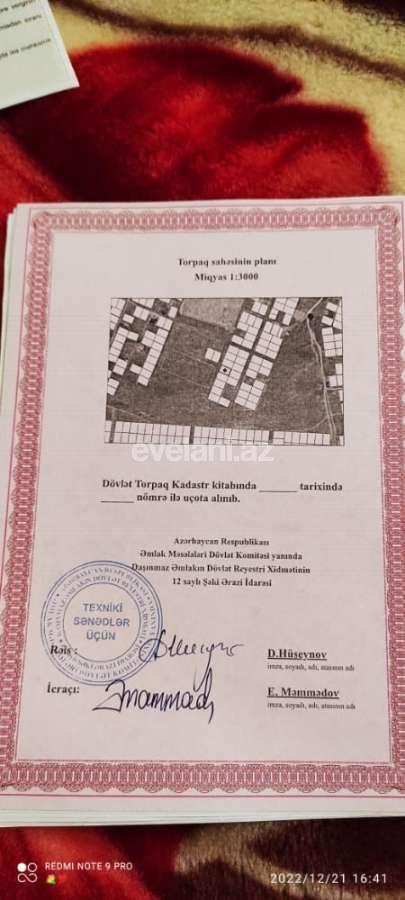 Torpaq sahəsinin planı
Miqyas 1:3000
evelani.az
Dövlət Torpaq Kadastr kitabında _______ tarixində
______ nömrə ilə uçota alınıb.
Azərbaycan Respublikası
Əmlak Məsələləri Dövlət Komitəsi yanında
Daşınmaz Əmlakın Dövlət Reyestri Xidmətinin
12 saylı Şəki Ərazi İdarəsi
TEXNİKİ
SƏNƏDLƏR
ÜÇÜN
Rəis :
D.Hüseynov
imza, soyadı, adı, atasının adı
İcraçı:
E. Məmmədov
imza, soyadı, adı, atasının adı
REDMI NOTE 9 PRO
2022/12/21 16:41